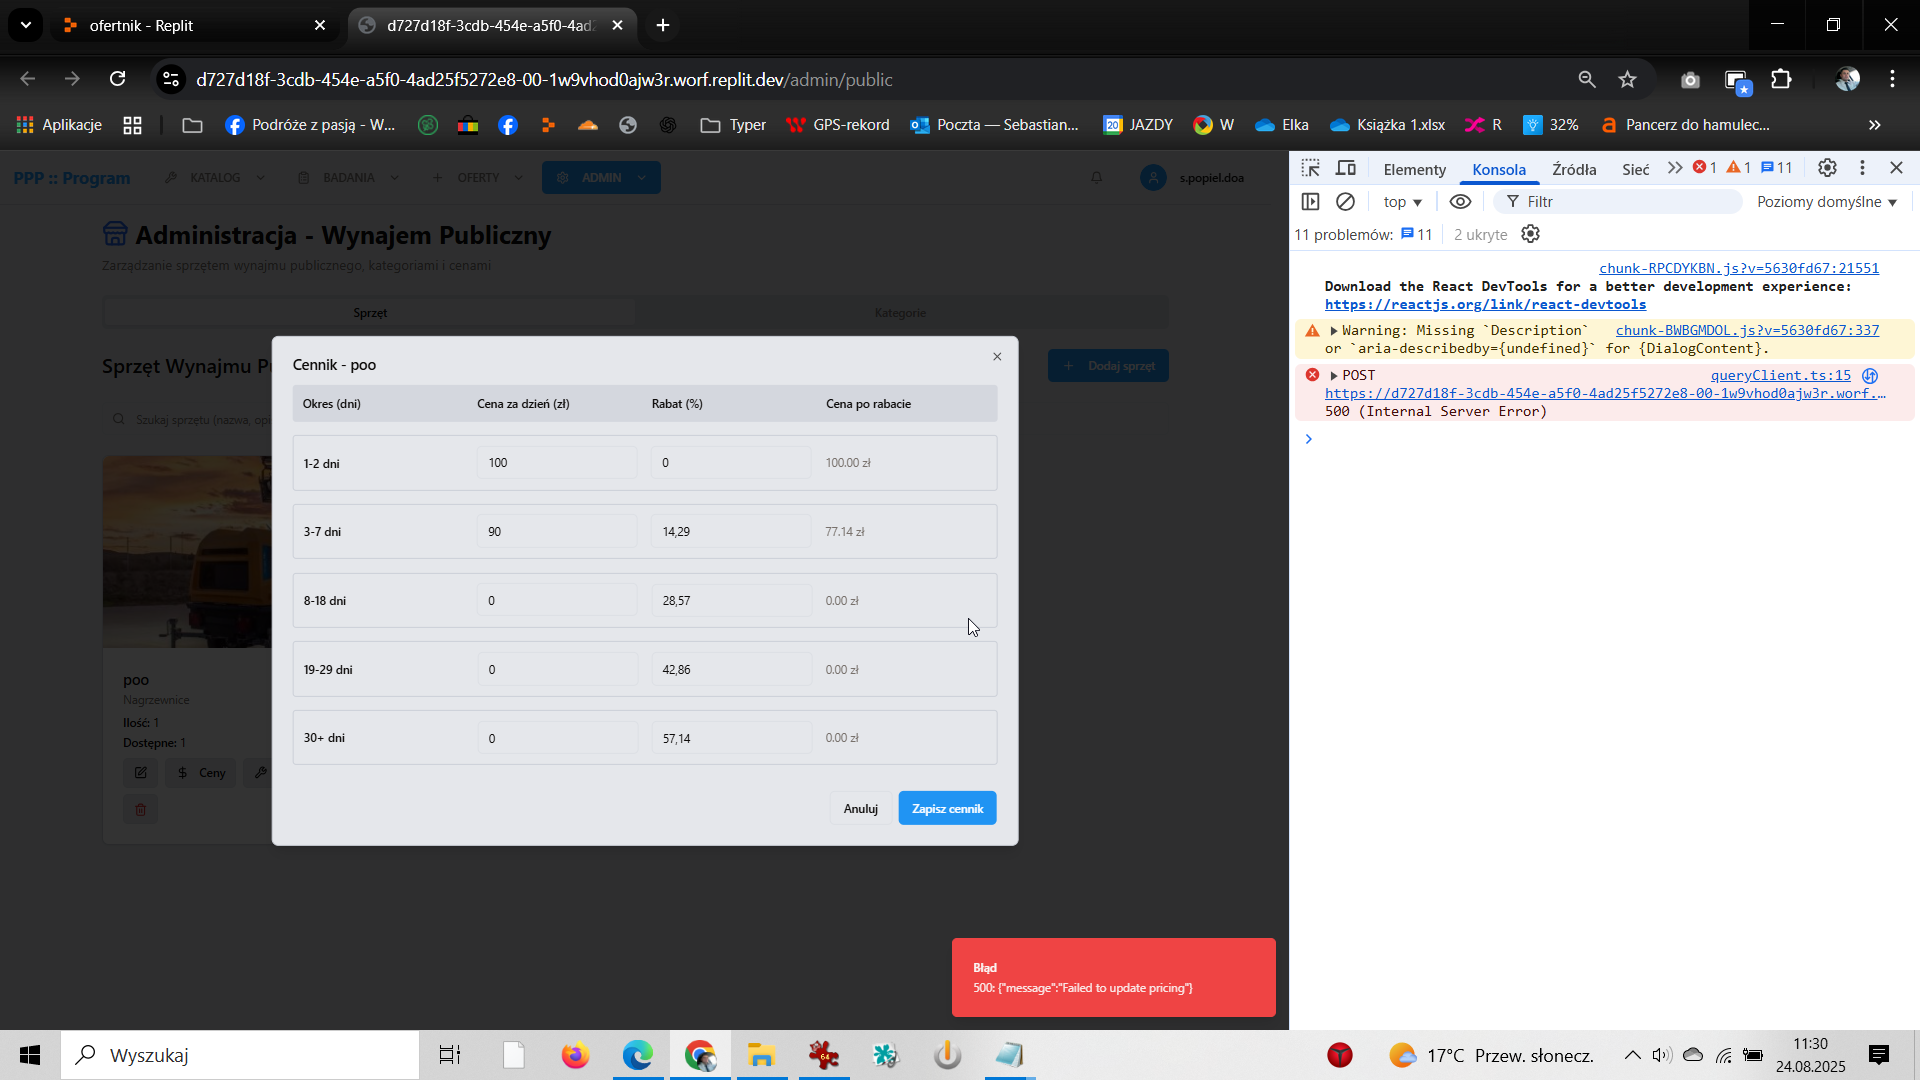 ofertnik - Replit
d727d18f-3cdb-454e-a5f0-4ad2
d727d18f-3cdb-454e-a5f0-4ad25f5272e8-00-1w9vhod0ajw3r.worf.replit.dev/admin/public
Aplikacje
Podróże z pasją - W...
Typer
GPS-rekord
Poczta — Sebastian...
20
JAZDY
W
Elka
Książka 1.xlsx
R
32%
Pancerz do hamulec...
PPP :: Program
KATALOG
BADANIA
OFERTY
ADMIN
s.popiel.doa
Administracja - Wynajem Publiczny
Zarządzanie sprzętem wynajmu publicznego, kategoriami i cenami
Sprzęt
Kategorie
Sprzęt Wynajmu P
Dodaj sprzęt
Szukaj sprzętu (nazwa, opi
poo
Nagrzewnice
Ilość: 1
Dostępne: 1
Ceny
Cennik - poo
Okres (dni) Cena za dzień (zł) Rabat (%) Cena po rabacie
1-2 dni 100 0 100.00 zł
3-7 dni 90 14,29 77.14 zł
8-18 dni 0 28,57 0.00 zł
19-29 dni 0 42,86 0.00 zł
30+ dni 0 57,14 0.00 zł
Anuluj
Zapisz cennik
Błąd
500: {"message":"Failed to update pricing"}
Elementy
Konsola
Źródła
Sieć
1
1
11
top
Filtr
Poziomy domyślne
11 problemów: 11
2 ukryte
chunk-RPCDYKBN.js?v=5630fd67:21551
Download the React DevTools for a better development experience:
https://reactjs.org/link/react-devtools
Warning: Missing `Description` chunk-BWBGMDOL.js?v=5630fd67:337
or `aria-describedby={undefined}` for {DialogContent}.
POST queryClient.ts:15
https://d727d18f-3cdb-454e-a5f0-4ad25f5272e8-00-1w9vhod0ajw3r.worf.…
500 (Internal Server Error)
Wyszukaj
64
17°C Przew. słonecz.
11:30
24.08.2025